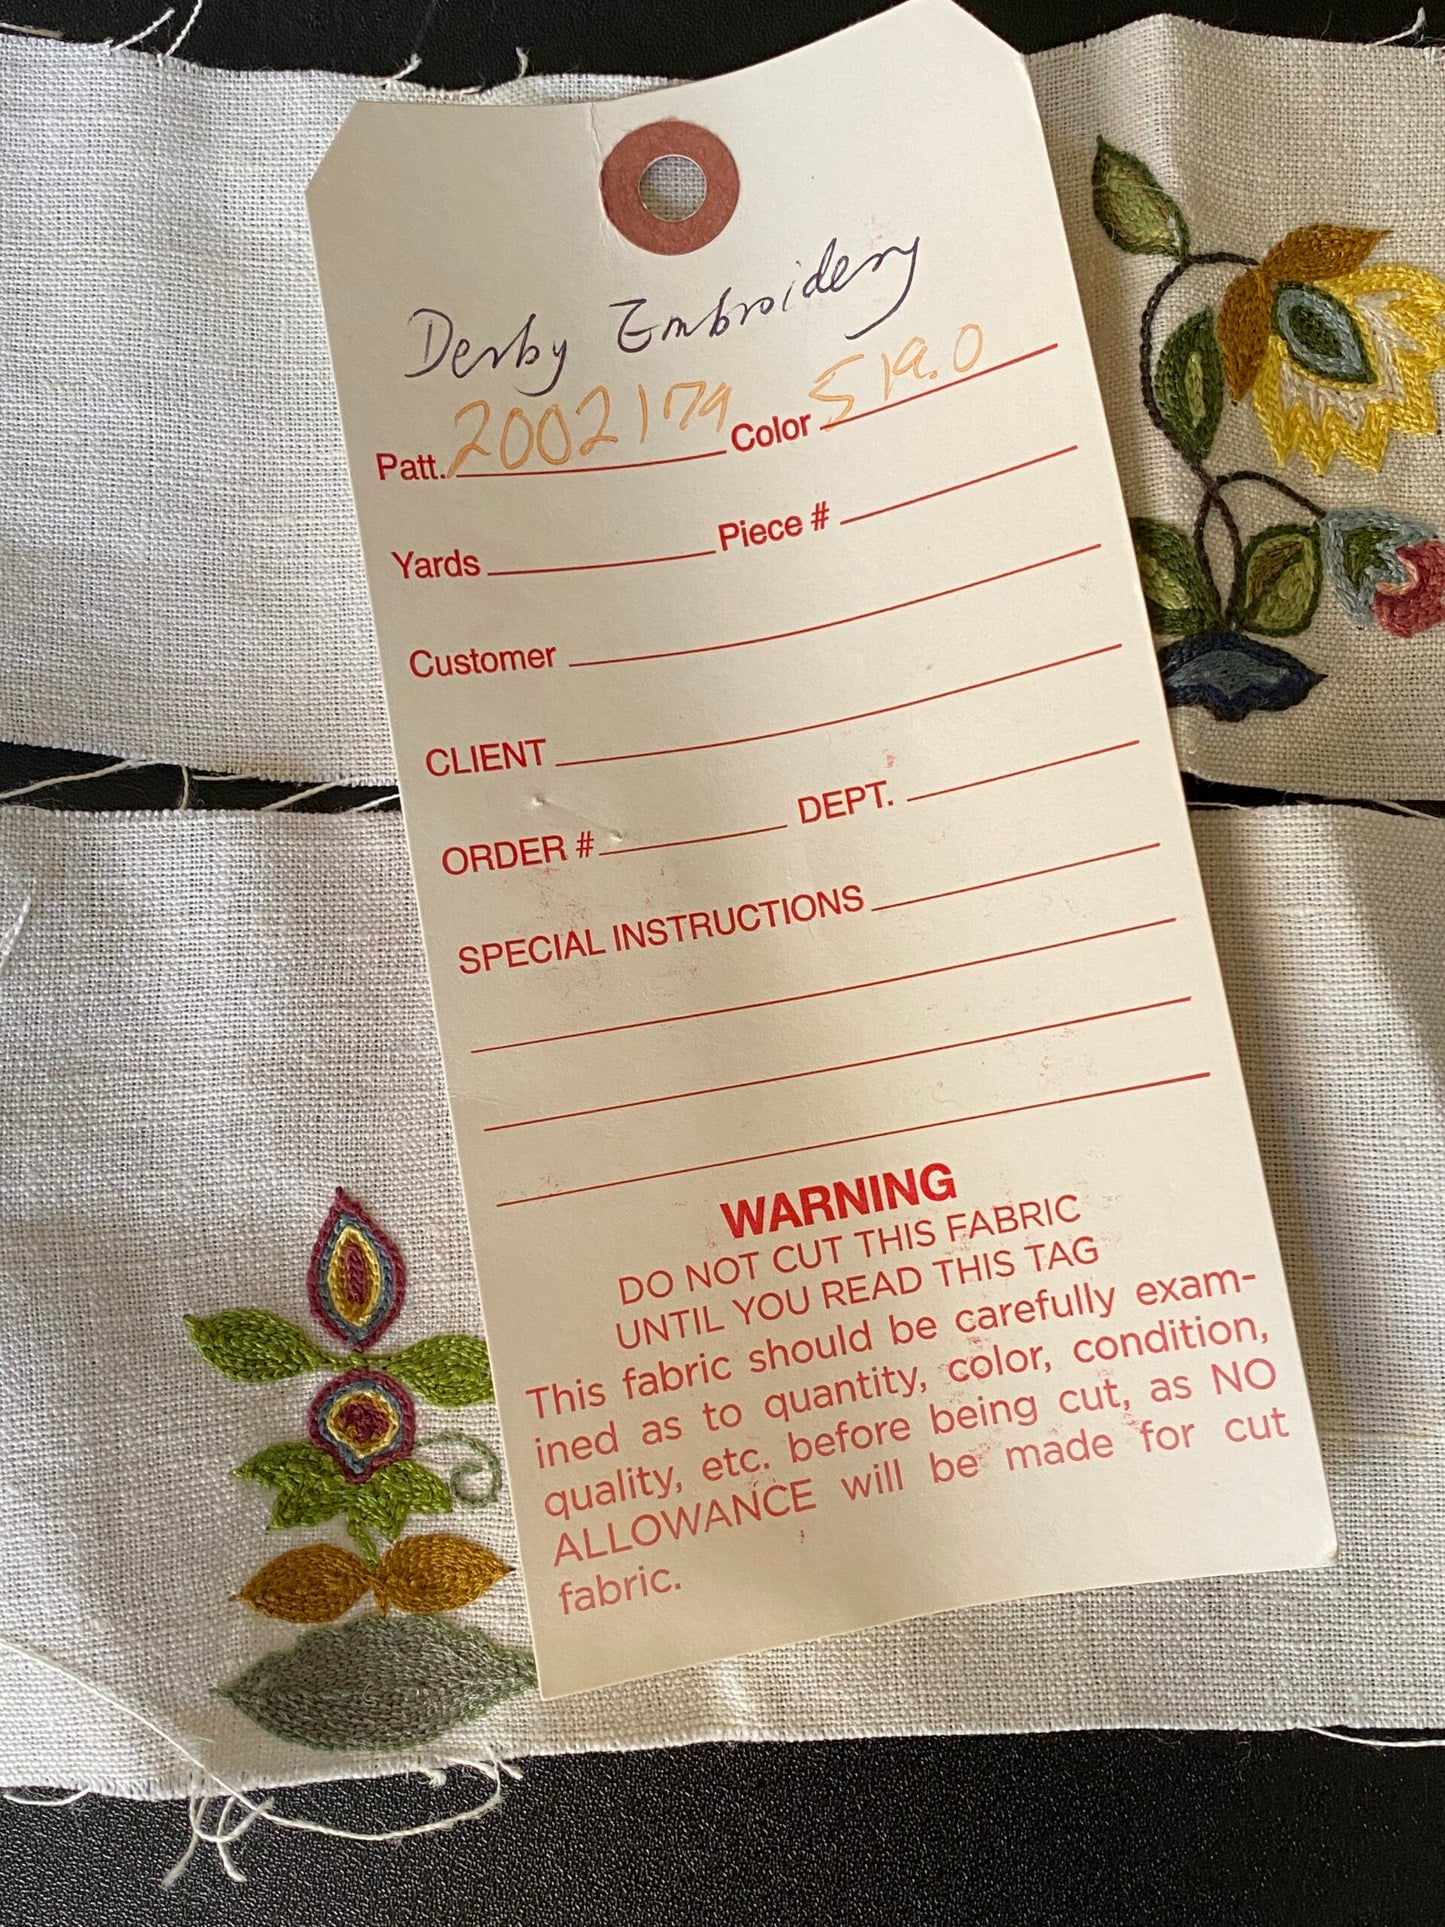 Derby Embroidery
Patt. 2002179 Color 519.0
Yards Piece #
Customer
CLIENT
ORDER # DEPT.
SPECIAL INSTRUCTIONS
WARNING
DO NOT CUT THIS FABRIC
UNTIL YOU READ THIS TAG
This fabric should be carefully exam-
ined as to quantity, color, condition,
quality, etc. before being cut, as NO
ALLOWANCE will be made for cut
fabric.